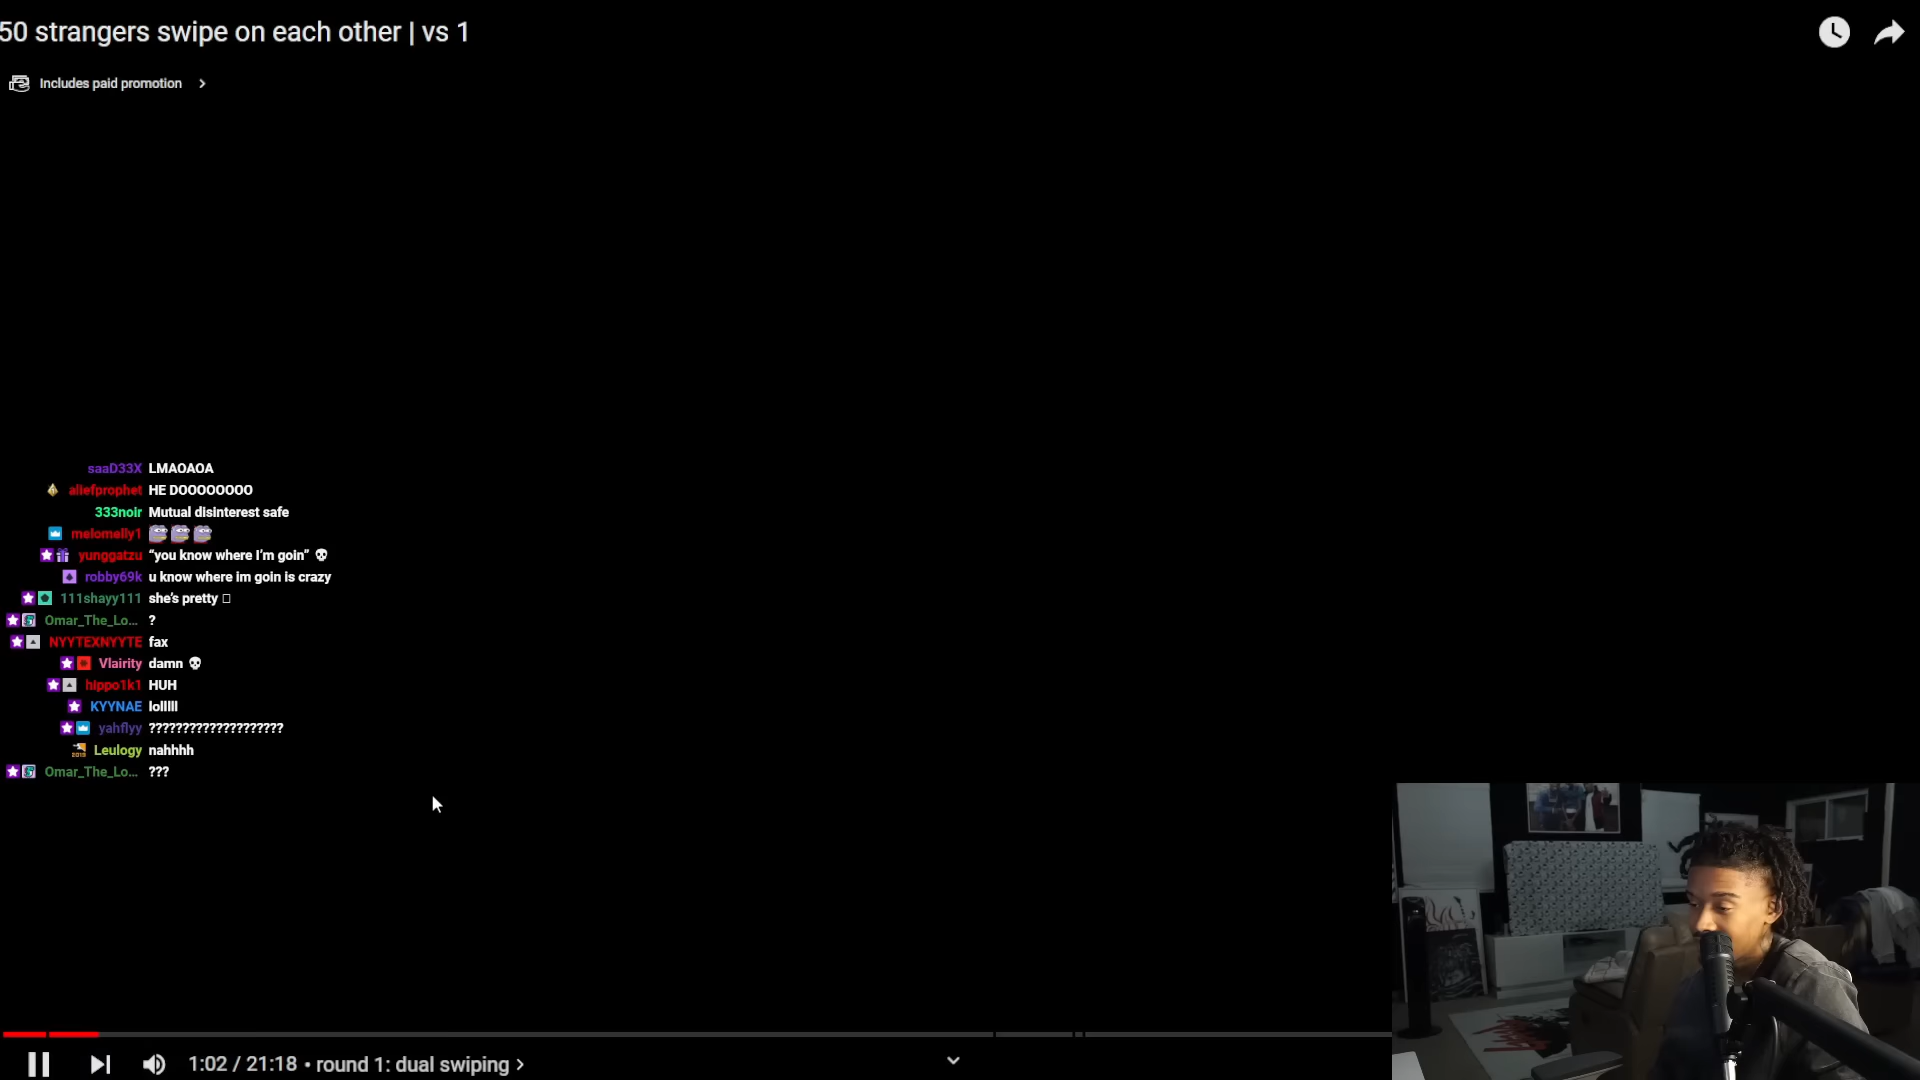 50 strangers swipe on each other | vs 1
Includes paid promotion
saaD33X LMAOAOA
aliefprophet HE DOOOOOOOO
333noir Mutual disinterest safe
melomelly1
yunggatzu “you know where I’m goin” 💀
robby69k u know where im goin is crazy
111shayy111 she’s pretty
Omar_The_Lo... ?
NYYTEXNYYTE fax
Vlairity damn 💀
hippo1k1 HUH
KYYNAE lolllll
yahflyy ????????????????????
Leulogy nahhhh
Omar_The_Lo... ???
1:02 / 21:18 • round 1: dual swiping